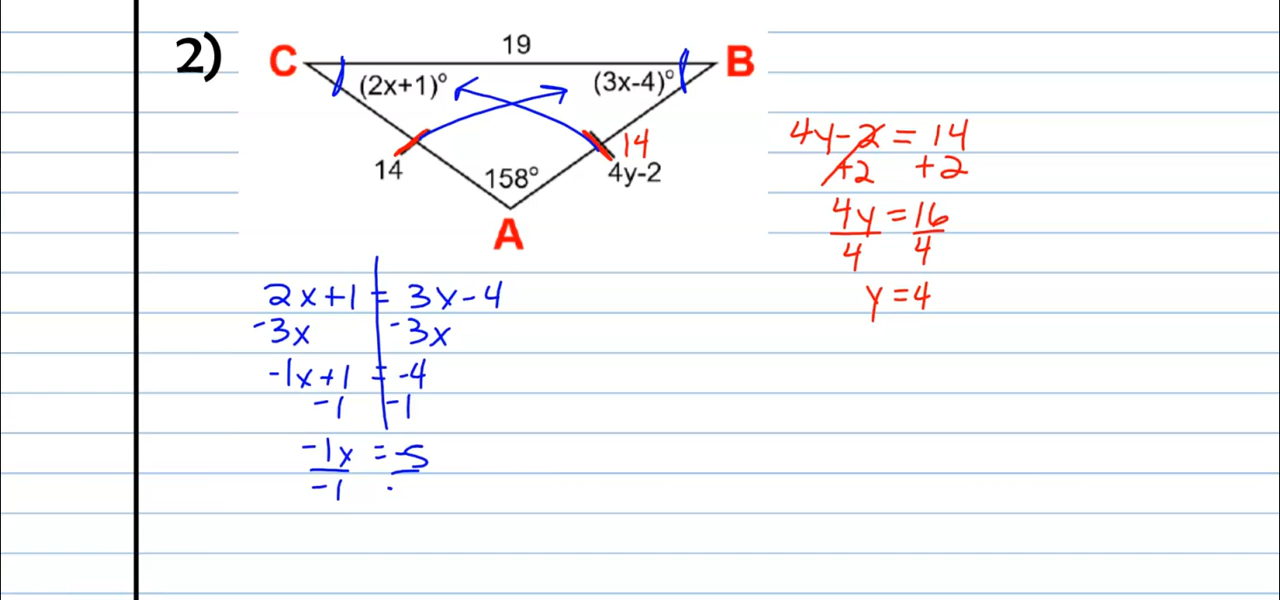 2)
C 19 B
(2x+1)° (3x-4)°
14 158° 14
4y-2
A
4y-2 = 14
+2 +2
4y = 16
4 4
y = 4
2x+1 = 3x-4
-3x -3x
-1x+1 = -4
-1 -1
-1x = -5
-1